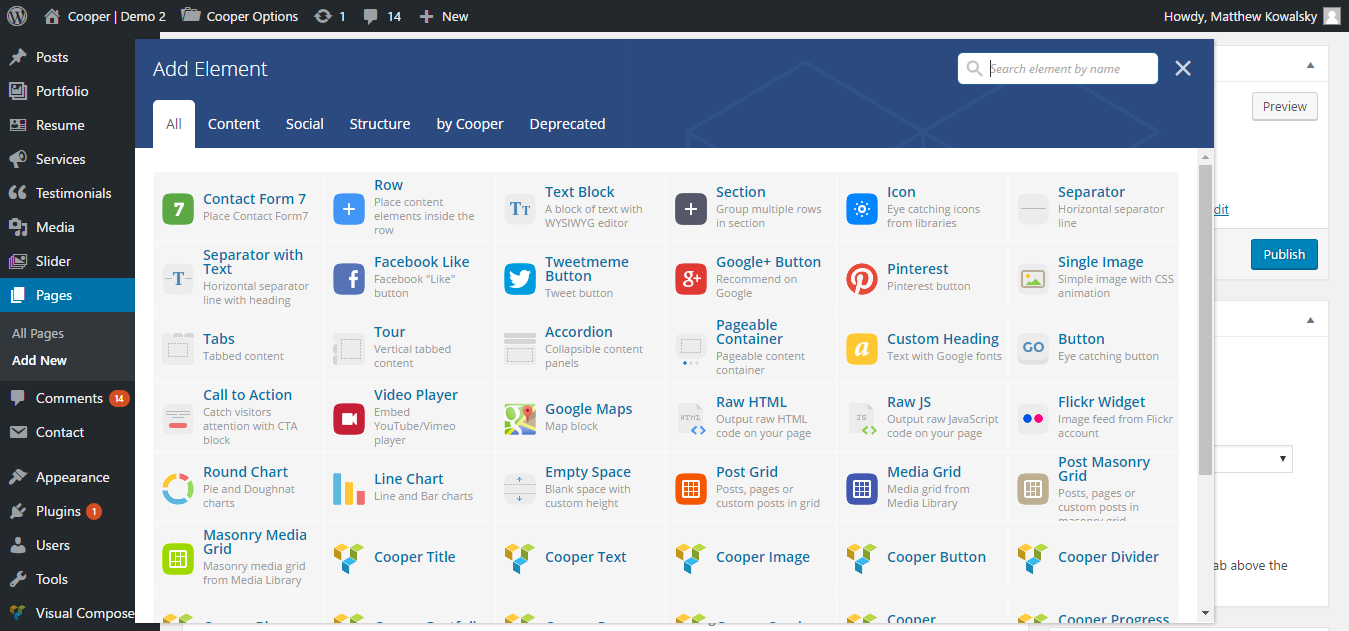 Cooper | Demo 2 Cooper Options 1 14 New Howdy, Matthew Kowalsky
Posts
Portfolio
Resume
Services
Testimonials
Media
Slider
Pages
All Pages
Add New
Comments 14
Contact
Appearance
Plugins 1
Users
Tools
Visual Compose
Add Element
Search element by name
All Content Social Structure by Cooper Deprecated
7
Contact Form 7
Place Contact Form7
Row
Place content
elements inside the
row
TT
Text Block
A block of text with
WYSIWYG editor
Section
Group multiple rows
in section
Icon
Eye catching icons
from libraries
Separator
Horizontal separator
line
T
Separator with
Text
Horizontal separator
line with heading
f
Facebook Like
Facebook "Like"
button
Tweetmeme
Button
Tweet button
g+
Google+ Button
Recommend on
Google
Pinterest
Pinterest button
Single Image
Simple image with CSS
animation
Tabs
Tabbed content
Tour
Vertical tabbed
content
Accordion
Collapsible content
panels
Pageable
Container
Pageable content
container
a
Custom Heading
Text with Google fonts
GO
Button
Eye catching button
Call to Action
Catch visitors
attention with CTA
block
Video Player
Embed
YouTube/Vimeo
player
Google Maps
Map block
HTML
Raw HTML
Output raw HTML
code on your page
JS
Raw JS
Output raw JavaScript
code on your page
Flickr Widget
Image feed from Flickr
account
Round Chart
Pie and Doughnat
charts
Line Chart
Line and Bar charts
Empty Space
Blank space with
custom height
Post Grid
Posts, pages or
custom posts in grid
Media Grid
Media grid from
Media Library
Post Masonry
Grid
Posts, pages or
custom posts in
masonry grid
Masonry Media
Grid
Masonry media grid
from Media Library
Cooper Title
Cooper Text
Cooper Image
Cooper Button
Cooper Divider
Cooper
Cooper Progress
Preview
dit
Publish
ab above the